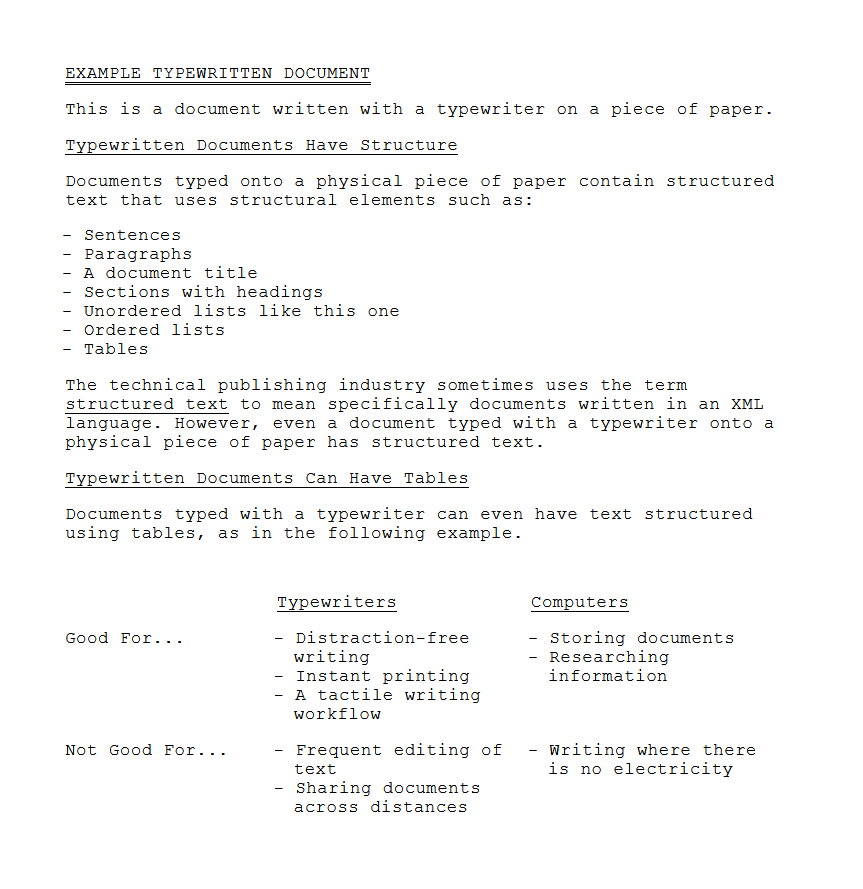 EXAMPLE TYPEWRITTEN DOCUMENT
This is a document written with a typewriter on a piece of paper.
Typewritten Documents Have Structure
Documents typed onto a physical piece of paper contain structured
text that uses structural elements such as:
- Sentences
- Paragraphs
- A document title
- Sections with headings
- Unordered lists like this one
- Ordered lists
- Tables
The technical publishing industry sometimes uses the term
structured text to mean specifically documents written in an XML
language. However, even a document typed with a typewriter onto a
physical piece of paper has structured text.
Typewritten Documents Can Have Tables
Documents typed with a typewriter can even have text structured
using tables, as in the following example.
Typewriters Computers
Good For... - Distraction-free - Storing documents
writing - Researching
- Instant printing information
- A tactile writing
workflow
Not Good For... - Frequent editing of - Writing where there
text is no electricity
- Sharing documents
across distances